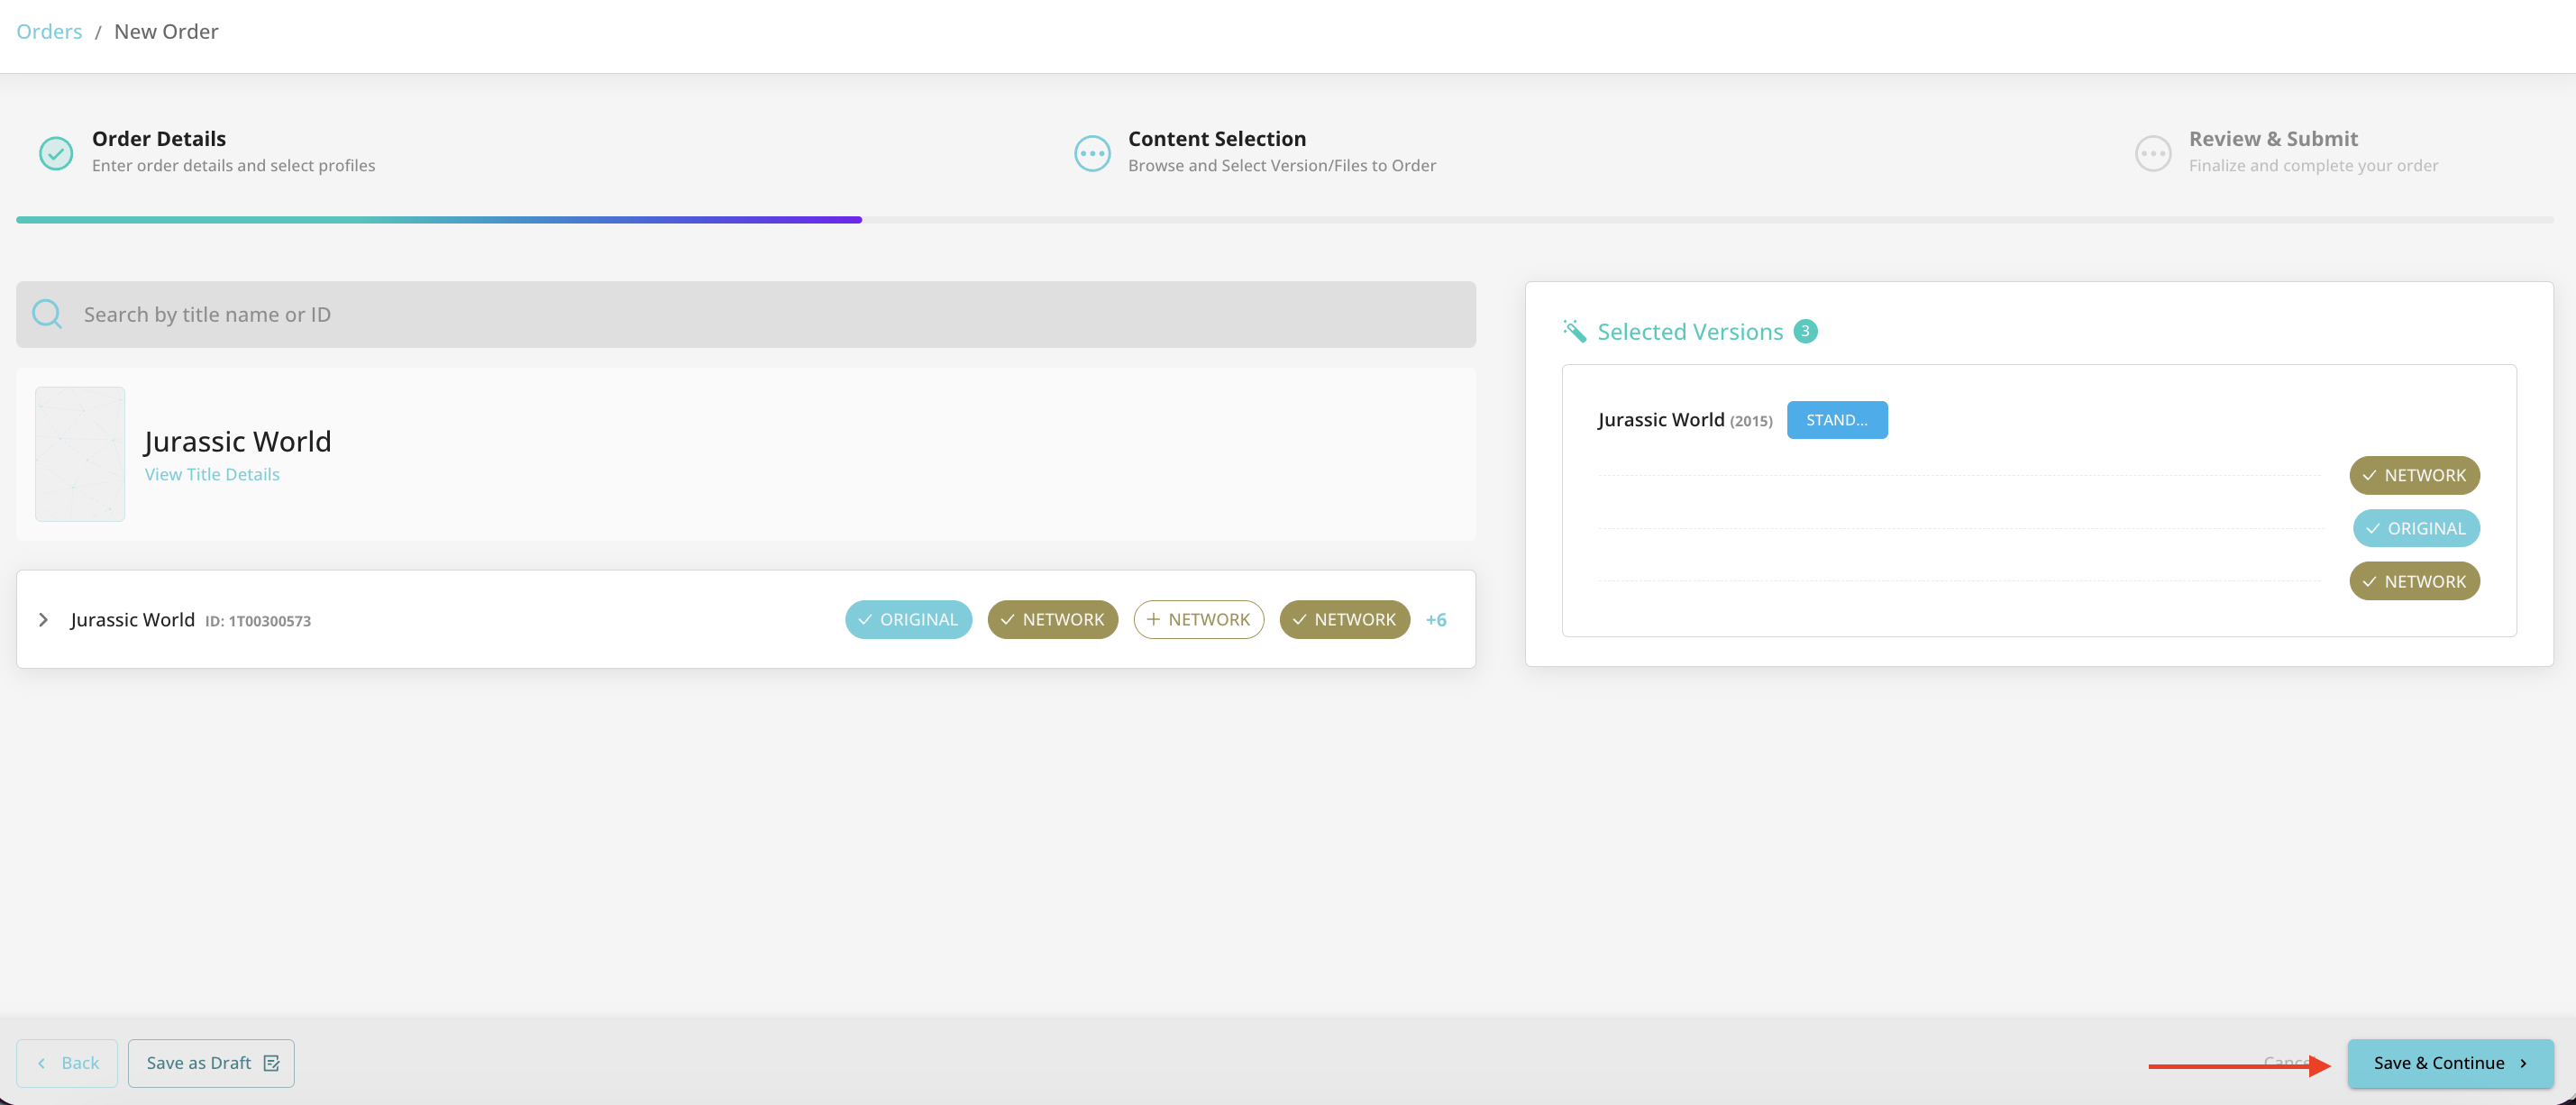 Orders / New Order
Order Details
Enter order details and select profiles
Content Selection
Browse and Select Version/Files to Order
Review & Submit
Finalize and complete your order
Search by title name or ID
Jurassic World
View Title Details
Jurassic World ID: 1T00300573 ORIGINAL NETWORK NETWORK NETWORK +6
Selected Versions 3
Jurassic World (2015) STAND...
NETWORK
ORIGINAL
NETWORK
Back Save as Draft Save & Continue